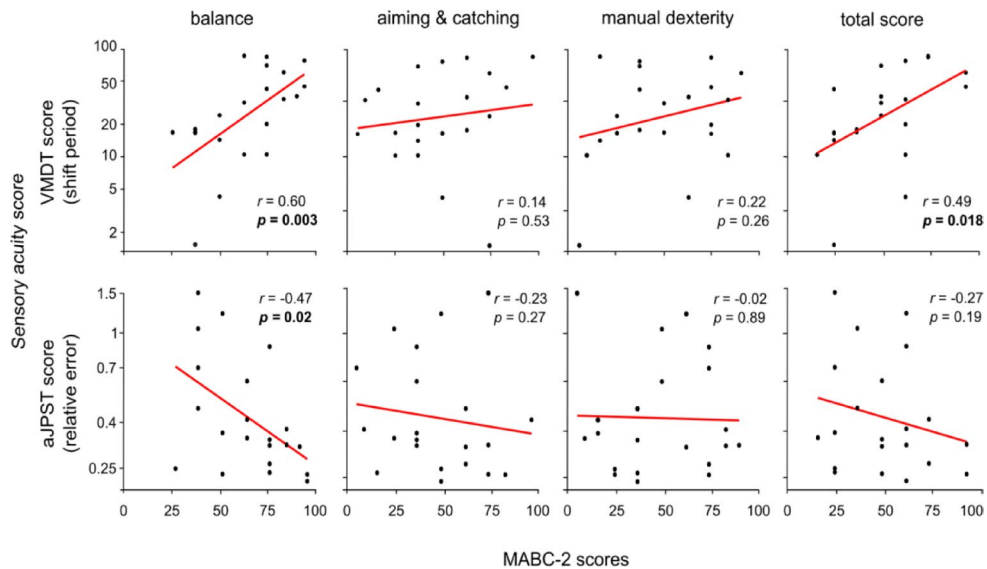 balance
aiming & catching
manual dexterity
total score
Sensory acuity score
VMDT score
(shift period)
100
50
20
10
5
2
r = 0.60
p = 0.003
r = 0.14
p = 0.53
r = 0.22
p = 0.26
r = 0.49
p = 0.018
aJPST score
(relative error)
1.5
1
0.7
0.4
0.25
r = -0.47
p = 0.02
r = -0.23
p = 0.27
r = -0.02
p = 0.89
r = -0.27
p = 0.19
0 25 50 75 100
0 25 50 75 100
0 25 50 75 100
0 25 50 75 100
MABC-2 scores